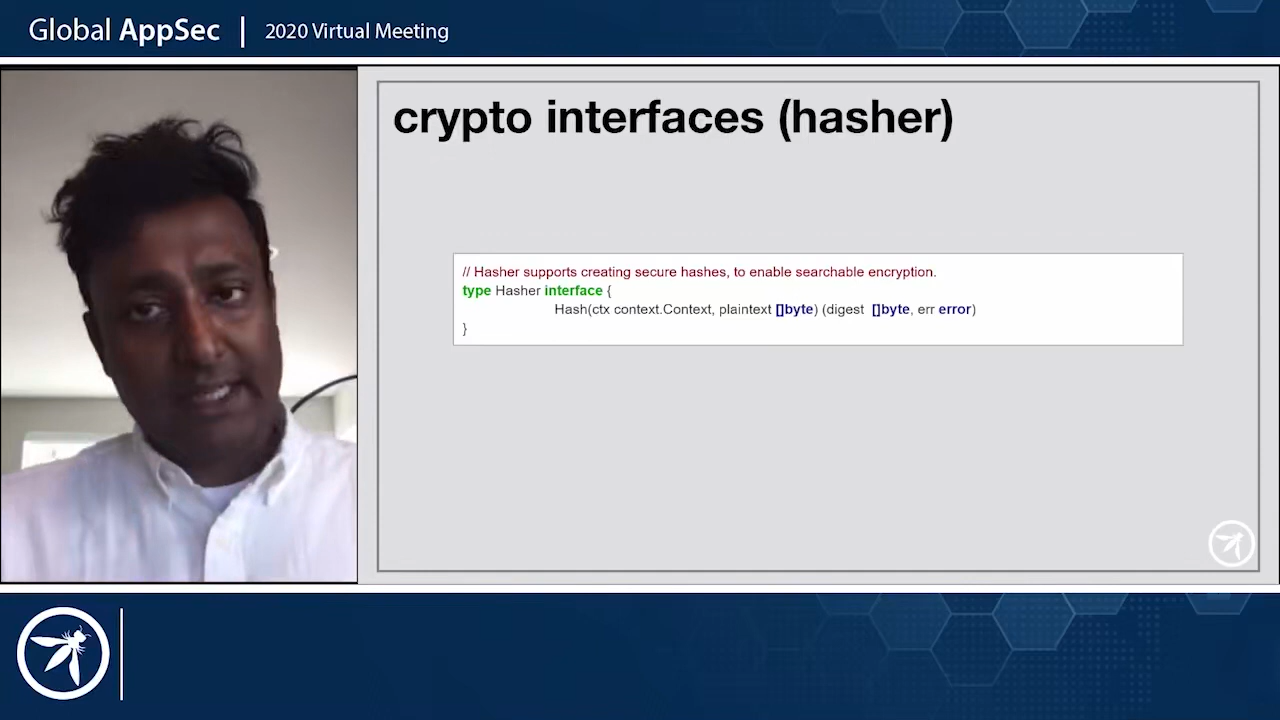 Global AppSec | 2020 Virtual Meeting
crypto interfaces (hasher)
// Hasher supports creating secure hashes, to enable searchable encryption.
type Hasher interface {
Hash(ctx context.Context, plaintext []byte) (digest []byte, err error)
}